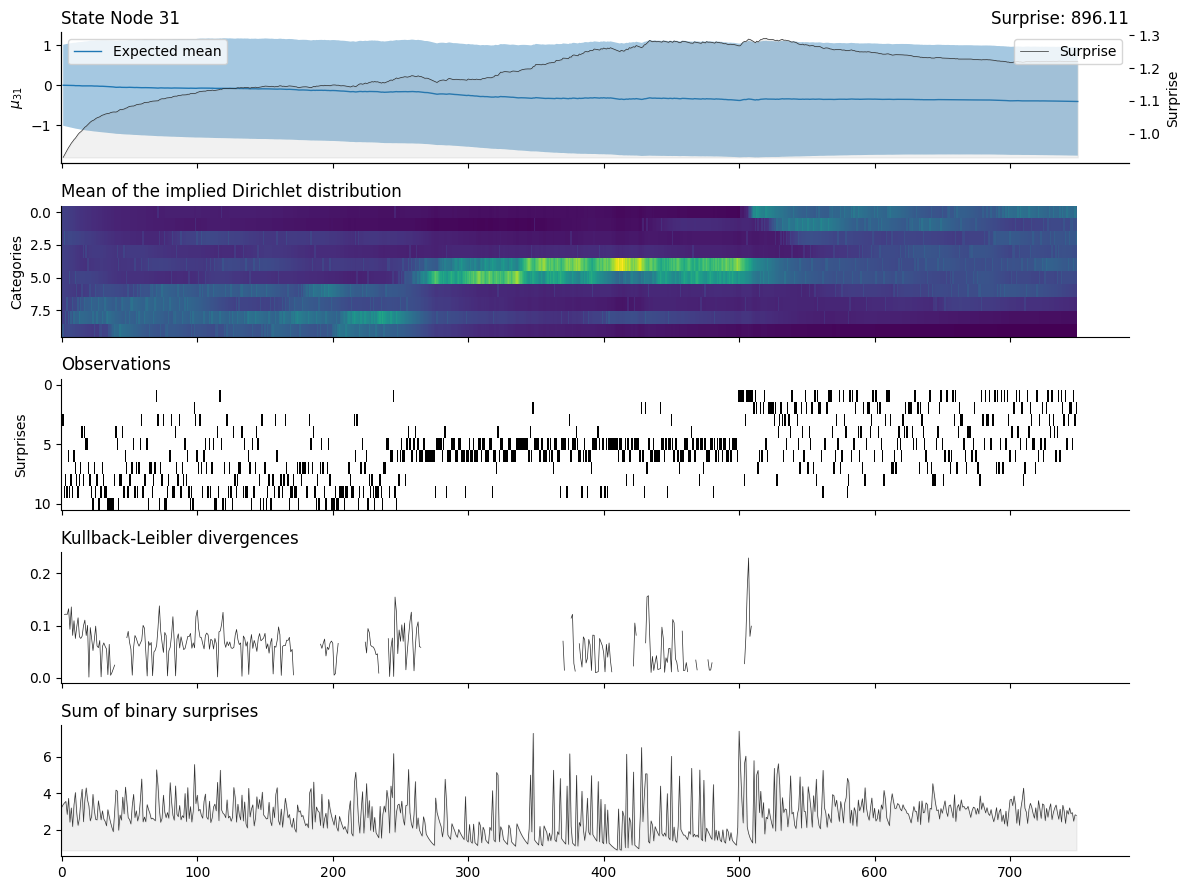 State Node 31
Surprise: 896.11
Expected mean
Surprise
1
0
−1
μ31
1.3
1.2
1.1
1.0
Surprise
Mean of the implied Dirichlet distribution
0.0
2.5
5.0
7.5
Categories
Observations
0
5
10
Surprises
Kullback-Leibler divergences
0.2
0.1
0.0
Sum of binary surprises
6
4
2
0 100 200 300 400 500 600 700